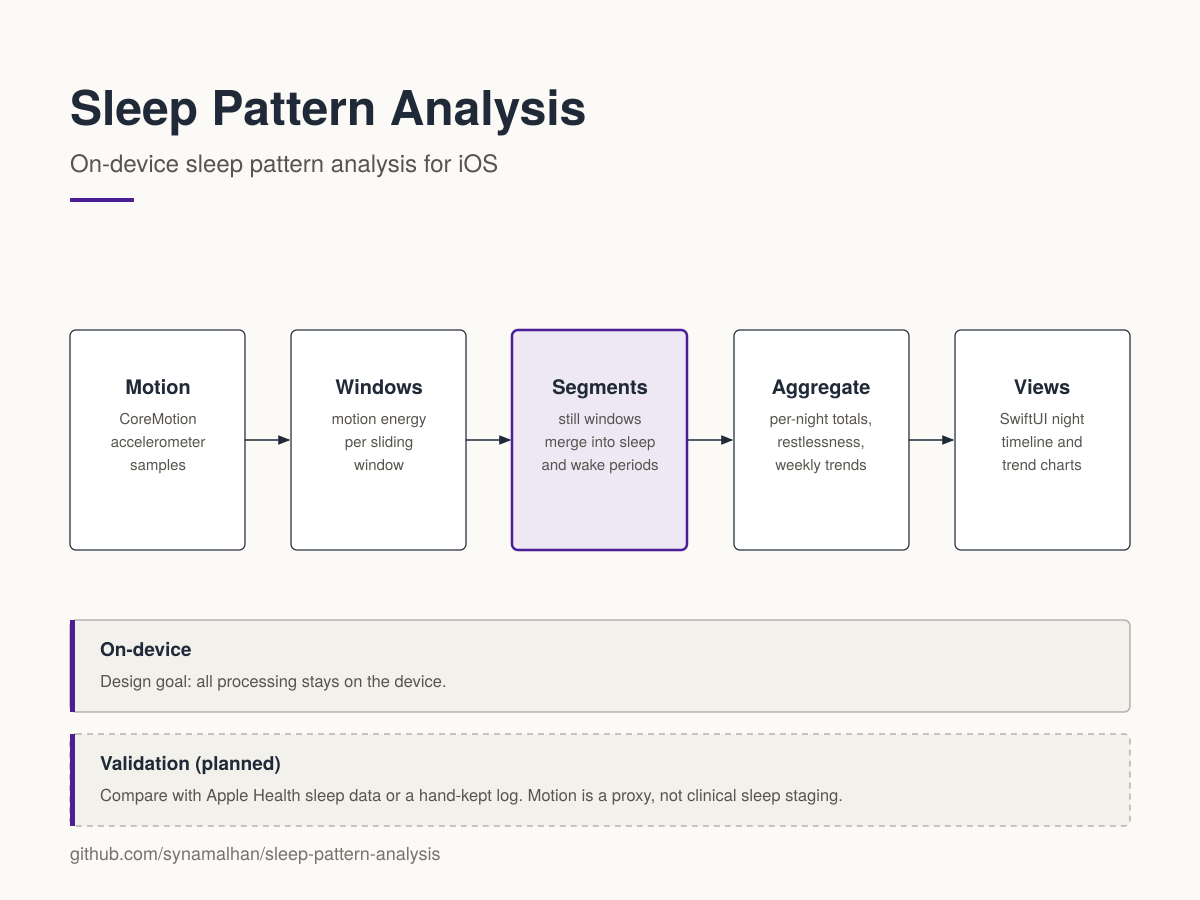 Sleep Pattern Analysis
On-device sleep pattern analysis for iOS
Motion
CoreMotion
accelerometer
samples
Windows
motion energy
per sliding
window
Segments
still windows
merge into sleep
and wake periods
Aggregate
per-night totals,
restlessness,
weekly trends
Views
SwiftUI night
timeline and
trend charts
On-device
Design goal: all processing stays on the device.
Validation (planned)
Compare with Apple Health sleep data or a hand-kept log. Motion is a proxy, not clinical sleep staging.
github.com/synamalhan/sleep-pattern-analysis